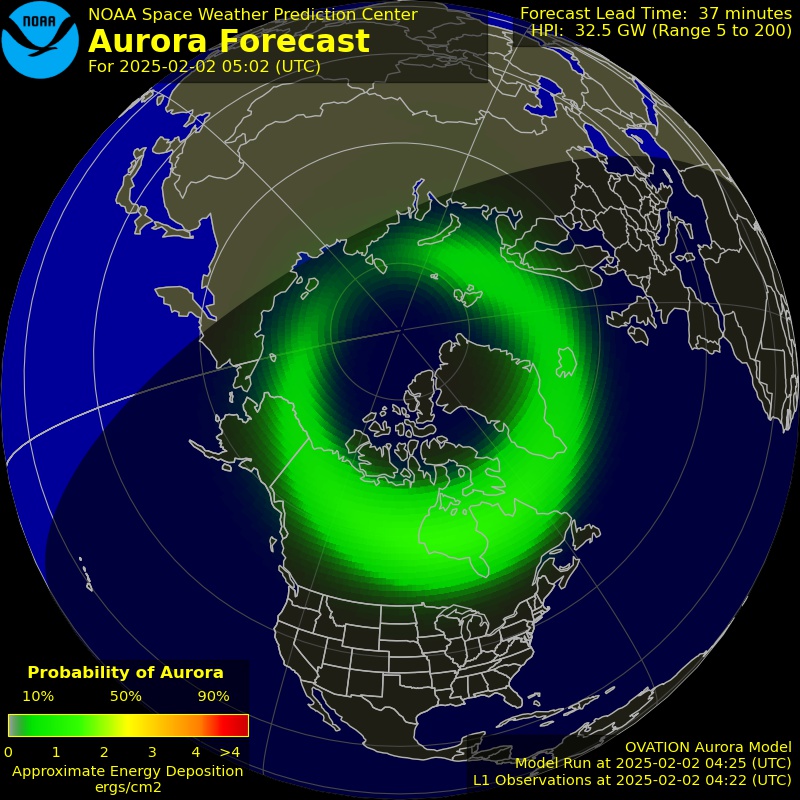 NOAA
NOAA Space Weather Prediction Center
Aurora Forecast
For 2025-02-02 05:02 (UTC)
Forecast Lead Time: 37 minutes
HPI: 32.5 GW (Range 5 to 200)
Probability of Aurora
10% 50% 90%
0 1 2 3 4 >4
Approximate Energy Deposition
ergs/cm2
OVATION Aurora Model
Model Run at 2025-02-02 04:25 (UTC)
L1 Observations at 2025-02-02 04:22 (UTC)